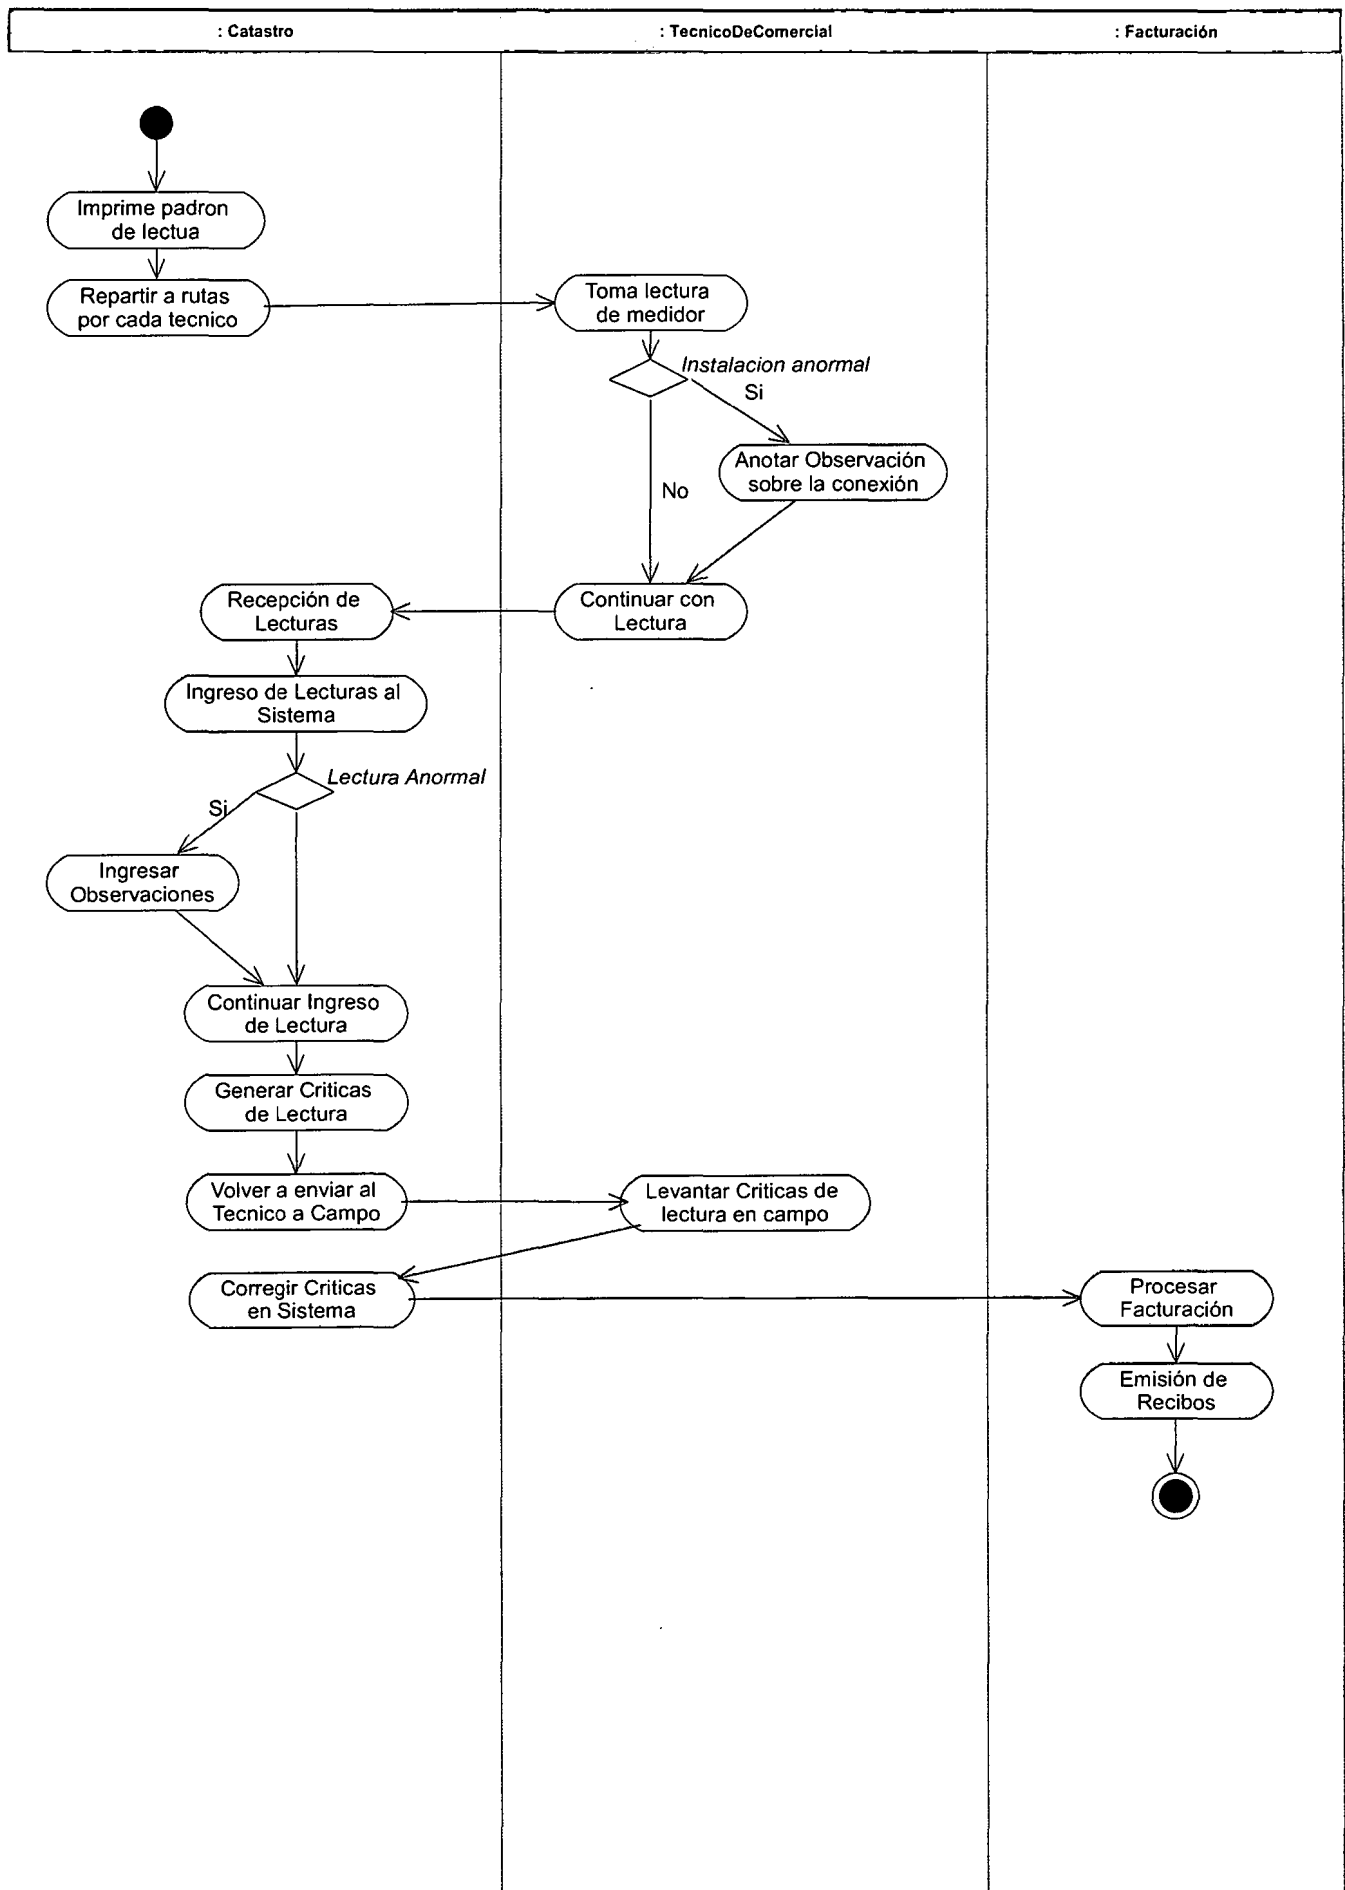 : Catastro
: TecnicoDeComercial
: Facturación
Imprime padron
de lectua
Repartir a rutas
por cada tecnico
Toma lectura
de medidor
Instalacion anormal
Si
Anotar Observación
sobre la conexión
No
Continuar con
Lectura
Recepción de
Lecturas
Ingreso de Lecturas al
Sistema
Lectura Anormal
Si
Ingresar
Observaciones
Continuar Ingreso
de Lectura
Generar Criticas
de Lectura
Volver a enviar al
Tecnico a Campo
Levantar Criticas de
lectura en campo
Corregir Criticas
en Sistema
Procesar
Facturación
Emisión de
Recibos